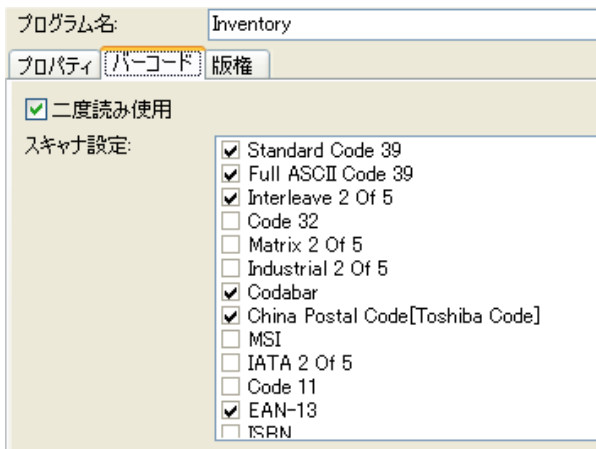 プログラム名: Inventory
プロパティ バーコード 版権
二度読み使用
スキャナ設定:
Standard Code 39
Full ASCII Code 39
Interleave 2 Of 5
Code 32
Matrix 2 Of 5
Industrial 2 Of 5
Codabar
China Postal Code[Toshiba Code]
MSI
IATA 2 Of 5
Code 11
EAN-13
ISBN